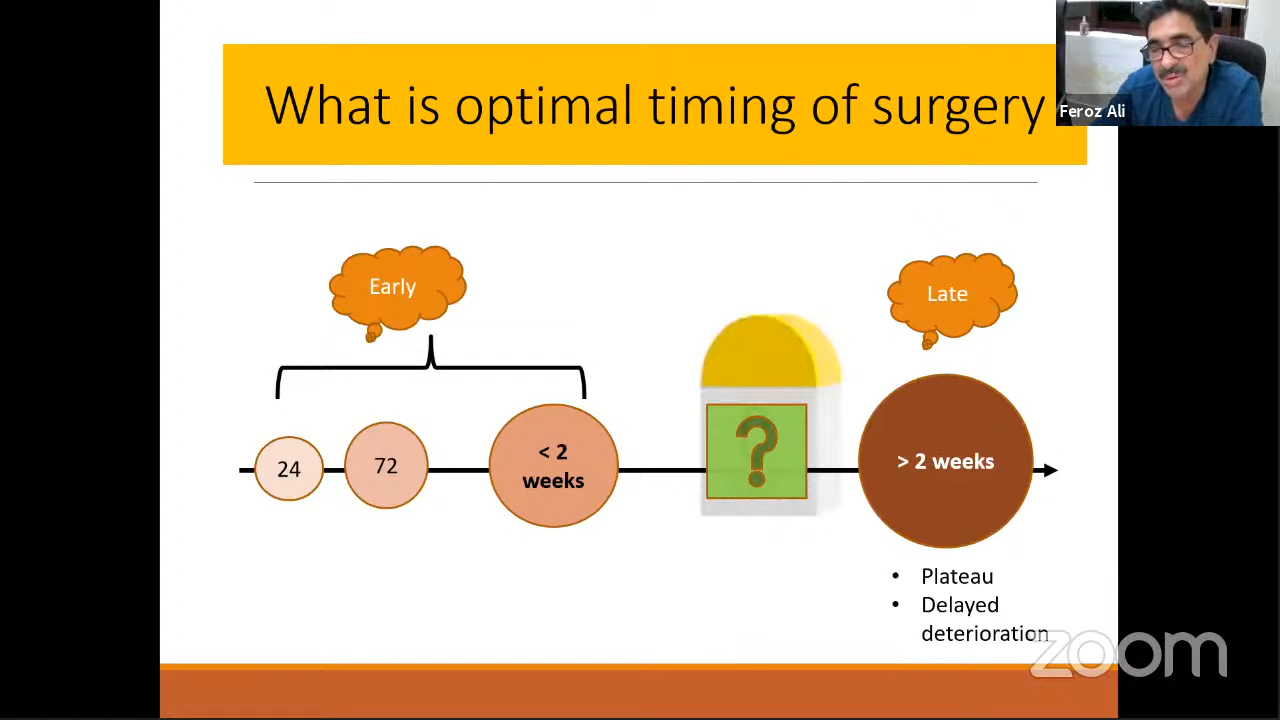 What is optimal timing of surgery
Feroz Ali
Early
Late
24
72
< 2
weeks
?
> 2 weeks
• Plateau
• Delayed
deterioration
zoom